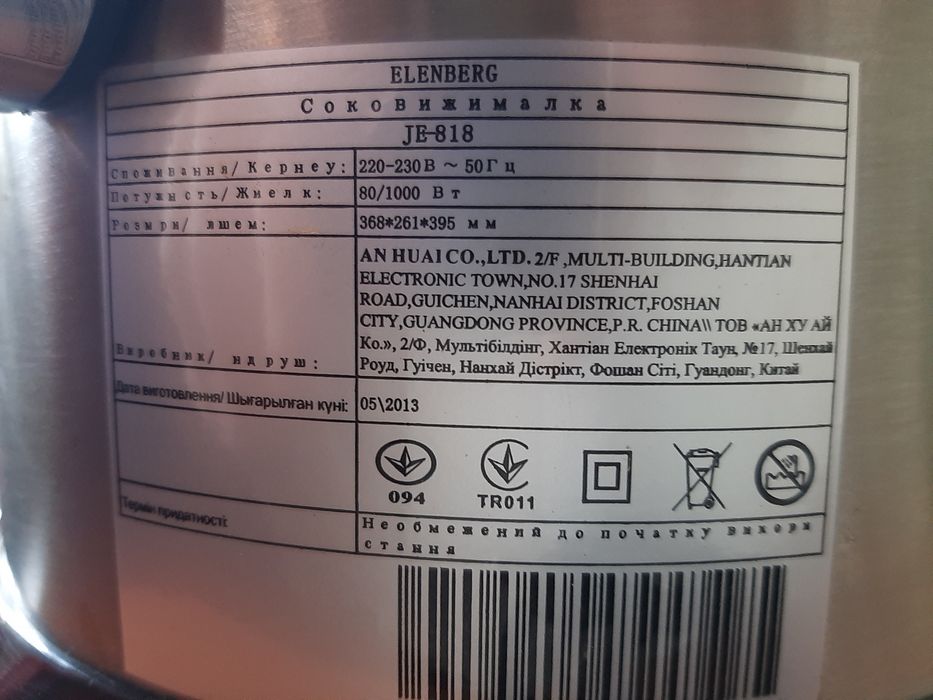 ELENBERG
Соковижималка
JE-818
Споживання/ Кернеу: 220-230В ~ 50Гц
Потужність/ Жиелк: 80/1000 Вт
Розмри/ лшем: 368*261*395 мм
AN HUAI CO.,LTD. 2/F ,MULTI-BUILDING,HANTIAN
ELECTRONIC TOWN,NO.17 SHENHAI
ROAD,GUICHEN,NANHAI DISTRICT,FOSHAN
CITY,GUANGDONG PROVINCE,P.R. CHINA\\ ТОВ «АН ХУ АЙ
Ко.», 2/Ф, Мультібілдінг, Хантіан Електронік Таун, №17, Шенхай
Виробник/ ндруш: Роуд, Гуічен, Нанхай Дістрікт, Фошан Сіті, Гуандонг, Китай
Дата виготовлення/ Шығарылған күні: 05\2013
094 TR011
Термін придатності: Необмежений до початку викори
стання